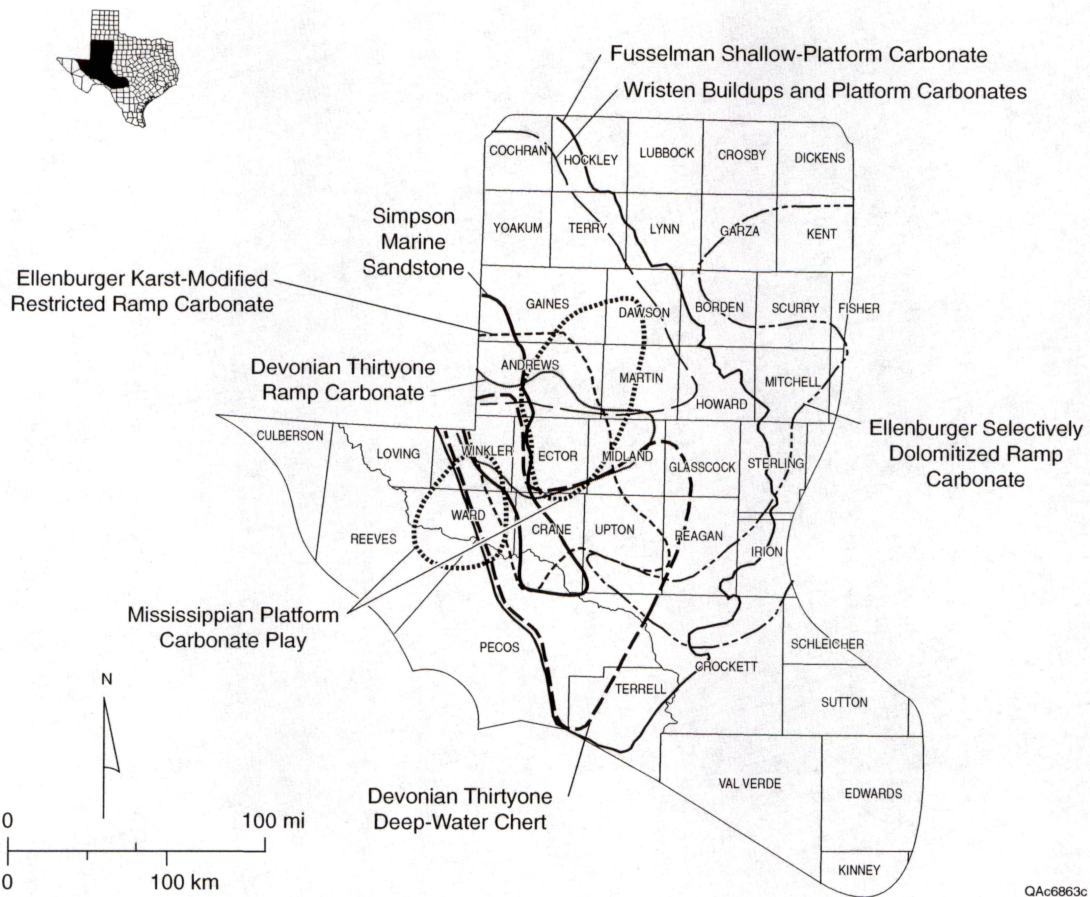 Fusselman Shallow-Platform Carbonate
Wristen Buildups and Platform Carbonates
COCHRAN
HOCKLEY
LUBBOCK
CROSBY
DICKENS
Simpson
Marine
Sandstone
YOAKUM
TERRY
LYNN
GARZA
KENT
Ellenburger Karst-Modified
Restricted Ramp Carbonate
GAINES
DAWSON
BORDEN
SCURRY
FISHER
Devonian Thirtyone
Ramp Carbonate
ANDREWS
MARTIN
HOWARD
MITCHELL
Ellenburger Selectively
Dolomitized Ramp
Carbonate
CULBERSON
LOVING
WINKLER
ECTOR
MIDLAND
GLASSCOCK
STERLING
REEVES
WARD
CRANE
UPTON
REAGAN
IRION
Mississippian Platform
Carbonate Play
PECOS
TERRELL
CROCKETT
SCHLEICHER
SUTTON
N
Devonian Thirtyone
Deep-Water Chert
VAL VERDE
EDWARDS
KINNEY
0 100 mi
0 100 km
QAc6863c